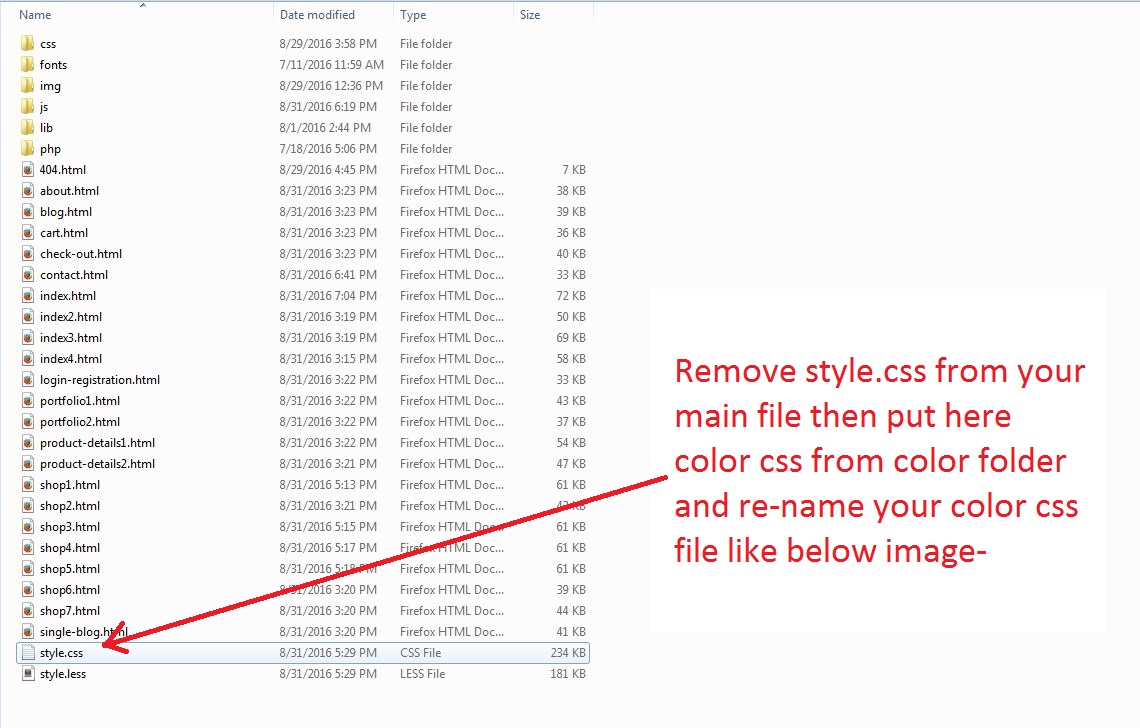 Name Date modified Type Size
css 8/29/2016 3:58 PM File folder
fonts 7/11/2016 11:59 AM File folder
img 8/29/2016 12:36 PM File folder
js 8/31/2016 6:19 PM File folder
lib 8/1/2016 2:44 PM File folder
php 7/18/2016 5:06 PM File folder
404.html 8/29/2016 4:45 PM Firefox HTML Doc... 7 KB
about.html 8/31/2016 3:23 PM Firefox HTML Doc... 38 KB
blog.html 8/31/2016 3:23 PM Firefox HTML Doc... 39 KB
cart.html 8/31/2016 3:23 PM Firefox HTML Doc... 36 KB
check-out.html 8/31/2016 3:23 PM Firefox HTML Doc... 40 KB
contact.html 8/31/2016 6:41 PM Firefox HTML Doc... 33 KB
index.html 8/31/2016 7:04 PM Firefox HTML Doc... 72 KB
index2.html 8/31/2016 3:19 PM Firefox HTML Doc... 50 KB
index3.html 8/31/2016 3:19 PM Firefox HTML Doc... 69 KB
index4.html 8/31/2016 3:15 PM Firefox HTML Doc... 58 KB
login-registration.html 8/31/2016 3:22 PM Firefox HTML Doc... 33 KB
portfolio1.html 8/31/2016 3:22 PM Firefox HTML Doc... 43 KB
portfolio2.html 8/31/2016 3:22 PM Firefox HTML Doc... 37 KB
product-details1.html 8/31/2016 3:22 PM Firefox HTML Doc... 54 KB
product-details2.html 8/31/2016 3:21 PM Firefox HTML Doc... 47 KB
shop1.html 8/31/2016 5:13 PM Firefox HTML Doc... 61 KB
shop2.html 8/31/2016 3:21 PM Firefox HTML Doc... KB
shop3.html 8/31/2016 5:15 PM Firefox HTML Doc... 61 KB
shop4.html 8/31/2016 5:17 PM Firefox HTML Doc... 61 KB
shop5.html 8/31/2016 5:18 PM Firefox HTML Doc... 61 KB
shop6.html 8/31/2016 3:20 PM Firefox HTML Doc... 39 KB
shop7.html 8/31/2016 3:20 PM Firefox HTML Doc... 44 KB
single-blog.html 8/31/2016 3:20 PM Firefox HTML Doc... 41 KB
style.css 8/31/2016 5:29 PM CSS File 234 KB
style.less 8/31/2016 5:29 PM LESS File 181 KB
Remove style.css from your
main file then put here
color css from color folder
and re-name your color css
file like below image-